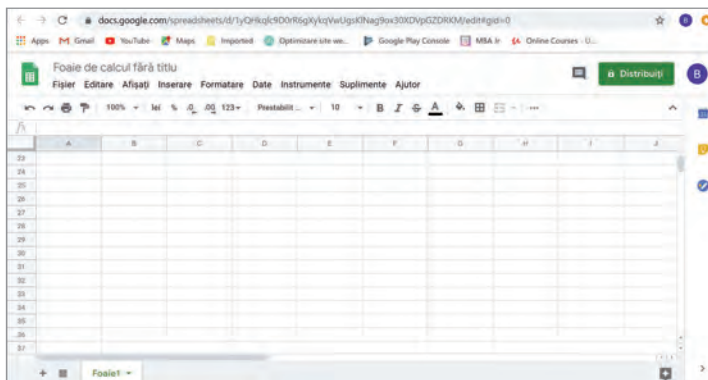 docs.google.com/spreadsheets/d/1yQHkqlc9D0rR6gXykqVwUgsKlNag9ox30XDVpGZDRKM/edit#gid=0
Apps M Gmail YouTube Maps Imported Optimizare site we... Google Play Console MBA Ir Online Courses - U...
Foaie de calcul fără titlu
Fișier Editare Afișați Inserare Formatare Date Instrumente Suplimente Ajutor
Distribuiți
B
100% lei % .0 .00 123 Prestabilit ... 10 B I S A
fx
A B C D E F G H I J
23
24
25
26
27
28
29
30
31
32
33
34
35
36
37
+ Foaie1